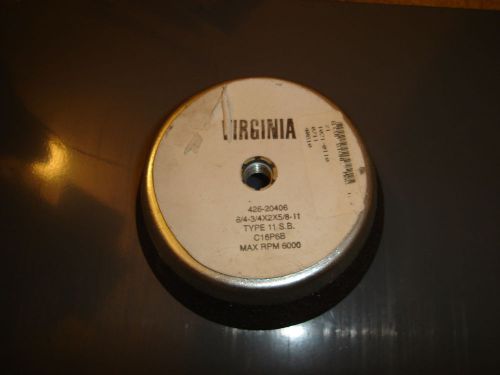 VIRGINIA
426-20406
6/4-3/4X2X5/8-11
TYPE 11 S.B.
C16P6B
MAX RPM 6000